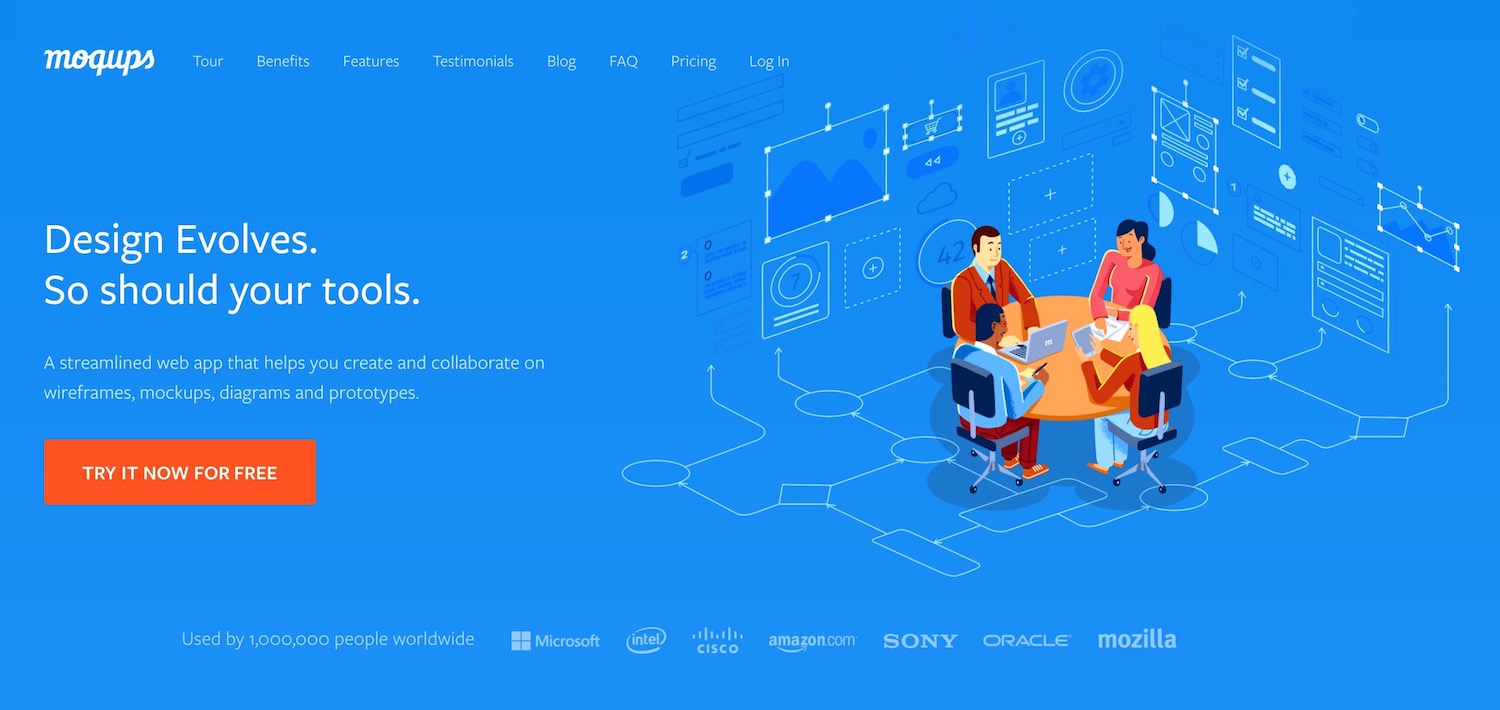 moqups
Tour Benefits Features Testimonials Blog FAQ Pricing Log In
Design Evolves.
So should your tools.
A streamlined web app that helps you create and collaborate on
wireframes, mockups, diagrams and prototypes.
TRY IT NOW FOR FREE
1
2
7
42
m
Used by 1,000,000 people worldwide
Microsoft intel cisco amazon.com SONY ORACLE mozilla